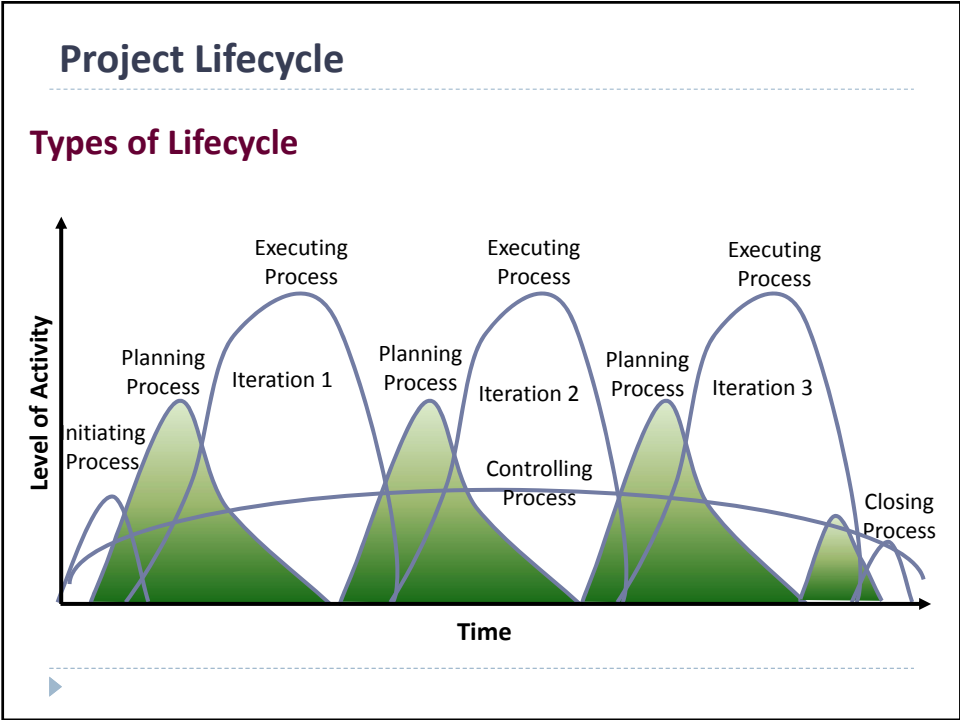 Project Lifecycle
Types of Lifecycle
Executing
Process
Executing
Process
Executing
Process
Level of Activity
Planning
Process
Iteration 1
Planning
Process
Iteration 2
Planning
Process
Iteration 3
Initiating
Process
Controlling
Process
Closing
Process
Time